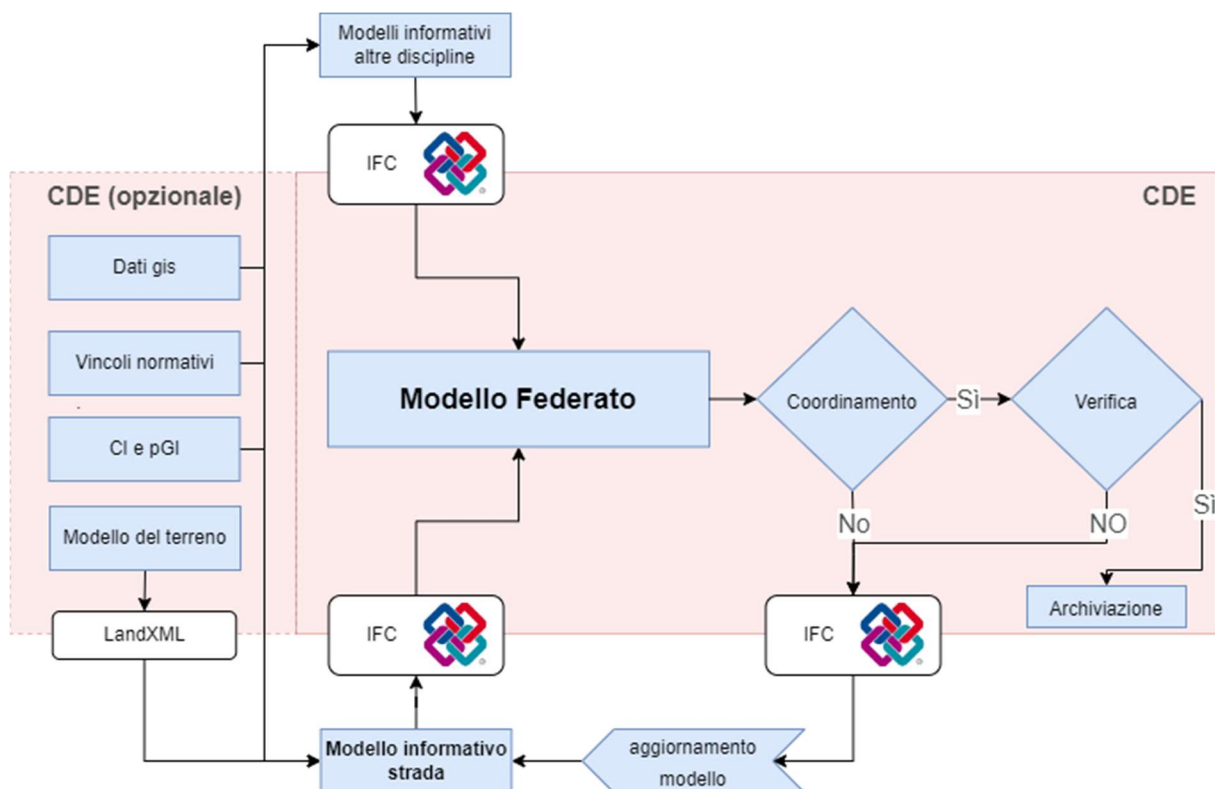 Modelli informativi
altre discipline
IFC
CDE (opzionale)
CDE
Dati gis
Vincoli normativi
CI e pGI
Modello del terreno
LandXML
Modello Federato
Coordinamento
Sì
Verifica
No
NO
Sì
Archiviazione
IFC
IFC
Modello informativo
strada
aggiornamento
modello